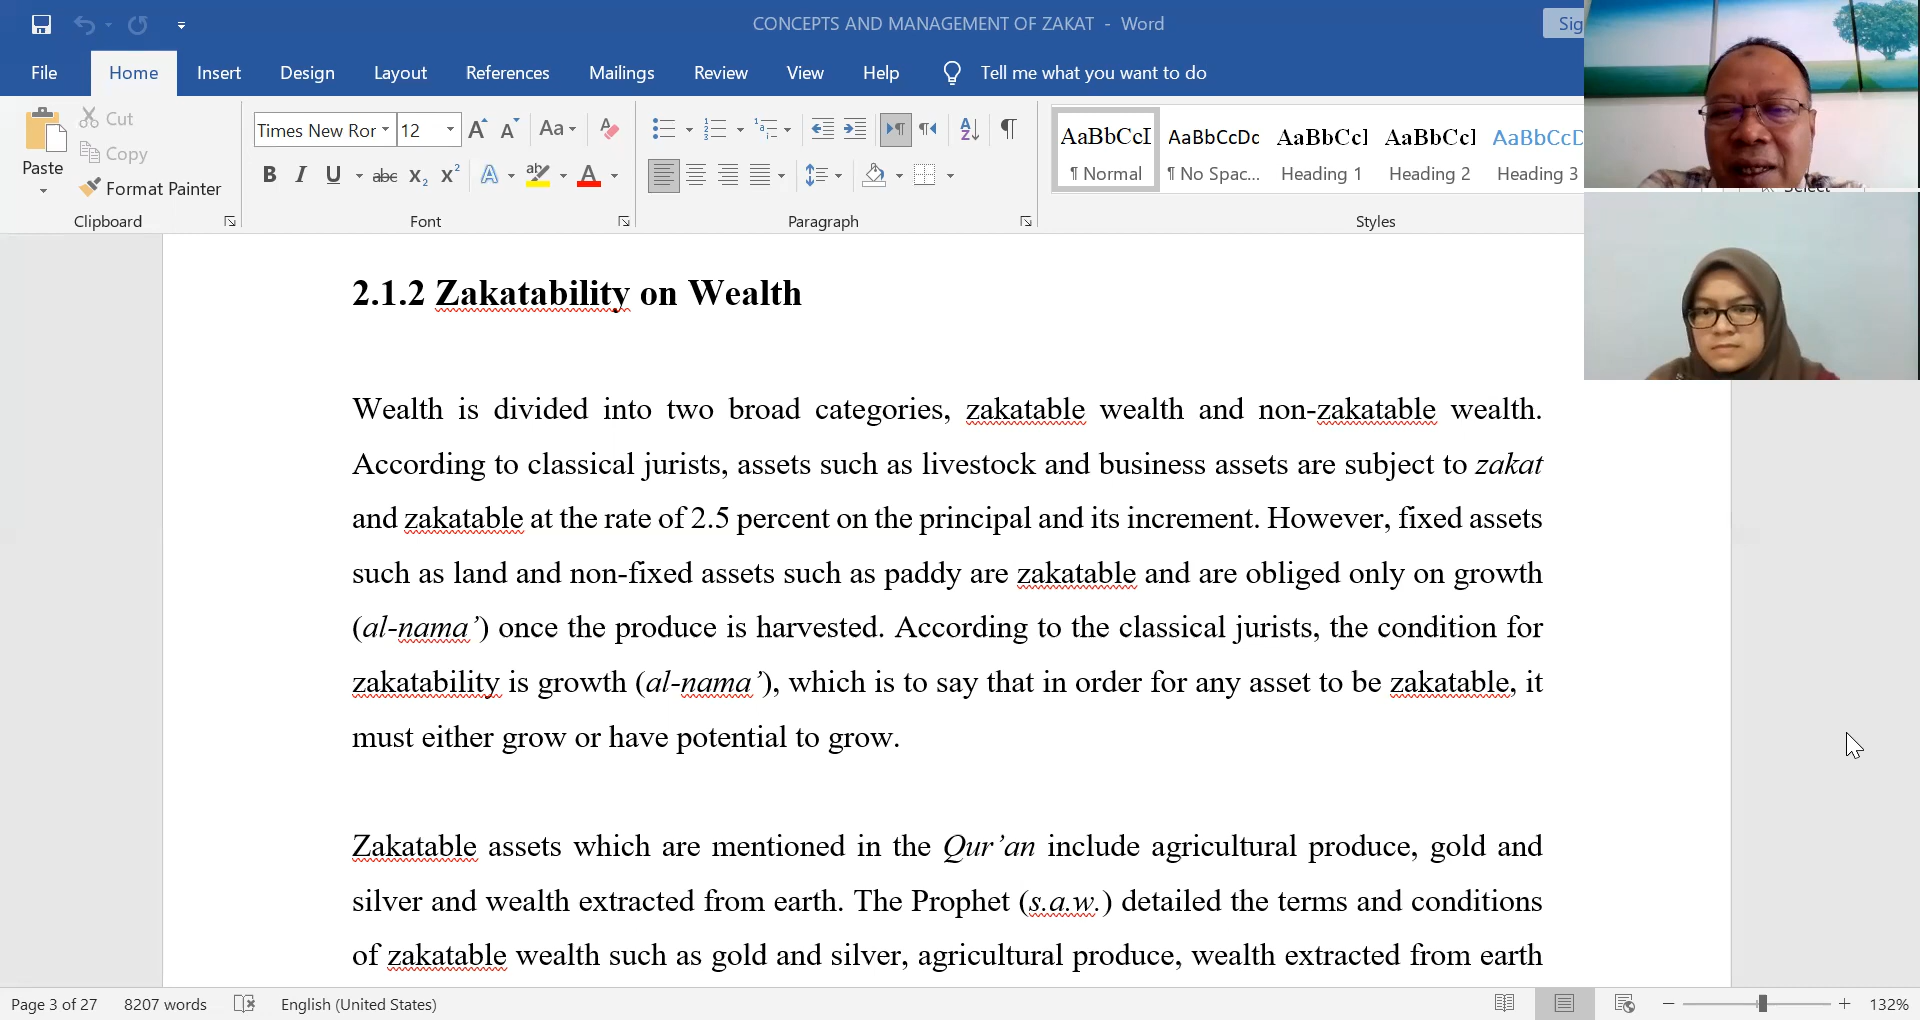 CONCEPTS AND MANAGEMENT OF ZAKAT - Word
Sig
File Home Insert Design Layout References Mailings Review View Help Tell me what you want to do
Paste
Cut
Copy
Format Painter
Clipboard
Times New Ror 12
Font
Paragraph
AaBbCcI AaBbCcDc AaBbCcI AaBbCcI AaBbCcD
¶ Normal ¶ No Spac... Heading 1 Heading 2 Heading 3
Styles
Select
2.1.2 Zakatability on Wealth
Wealth is divided into two broad categories, zakatable wealth and non-zakatable wealth.
According to classical jurists, assets such as livestock and business assets are subject to zakat
and zakatable at the rate of 2.5 percent on the principal and its increment. However, fixed assets
such as land and non-fixed assets such as paddy are zakatable and are obliged only on growth
(al-nama’) once the produce is harvested. According to the classical jurists, the condition for
zakatability is growth (al-nama’), which is to say that in order for any asset to be zakatable, it
must either grow or have potential to grow.
Zakatable assets which are mentioned in the Qur’an include agricultural produce, gold and
silver and wealth extracted from earth. The Prophet (s.a.w.) detailed the terms and conditions
of zakatable wealth such as gold and silver, agricultural produce, wealth extracted from earth
Page 3 of 27 8207 words English (United States) 132%